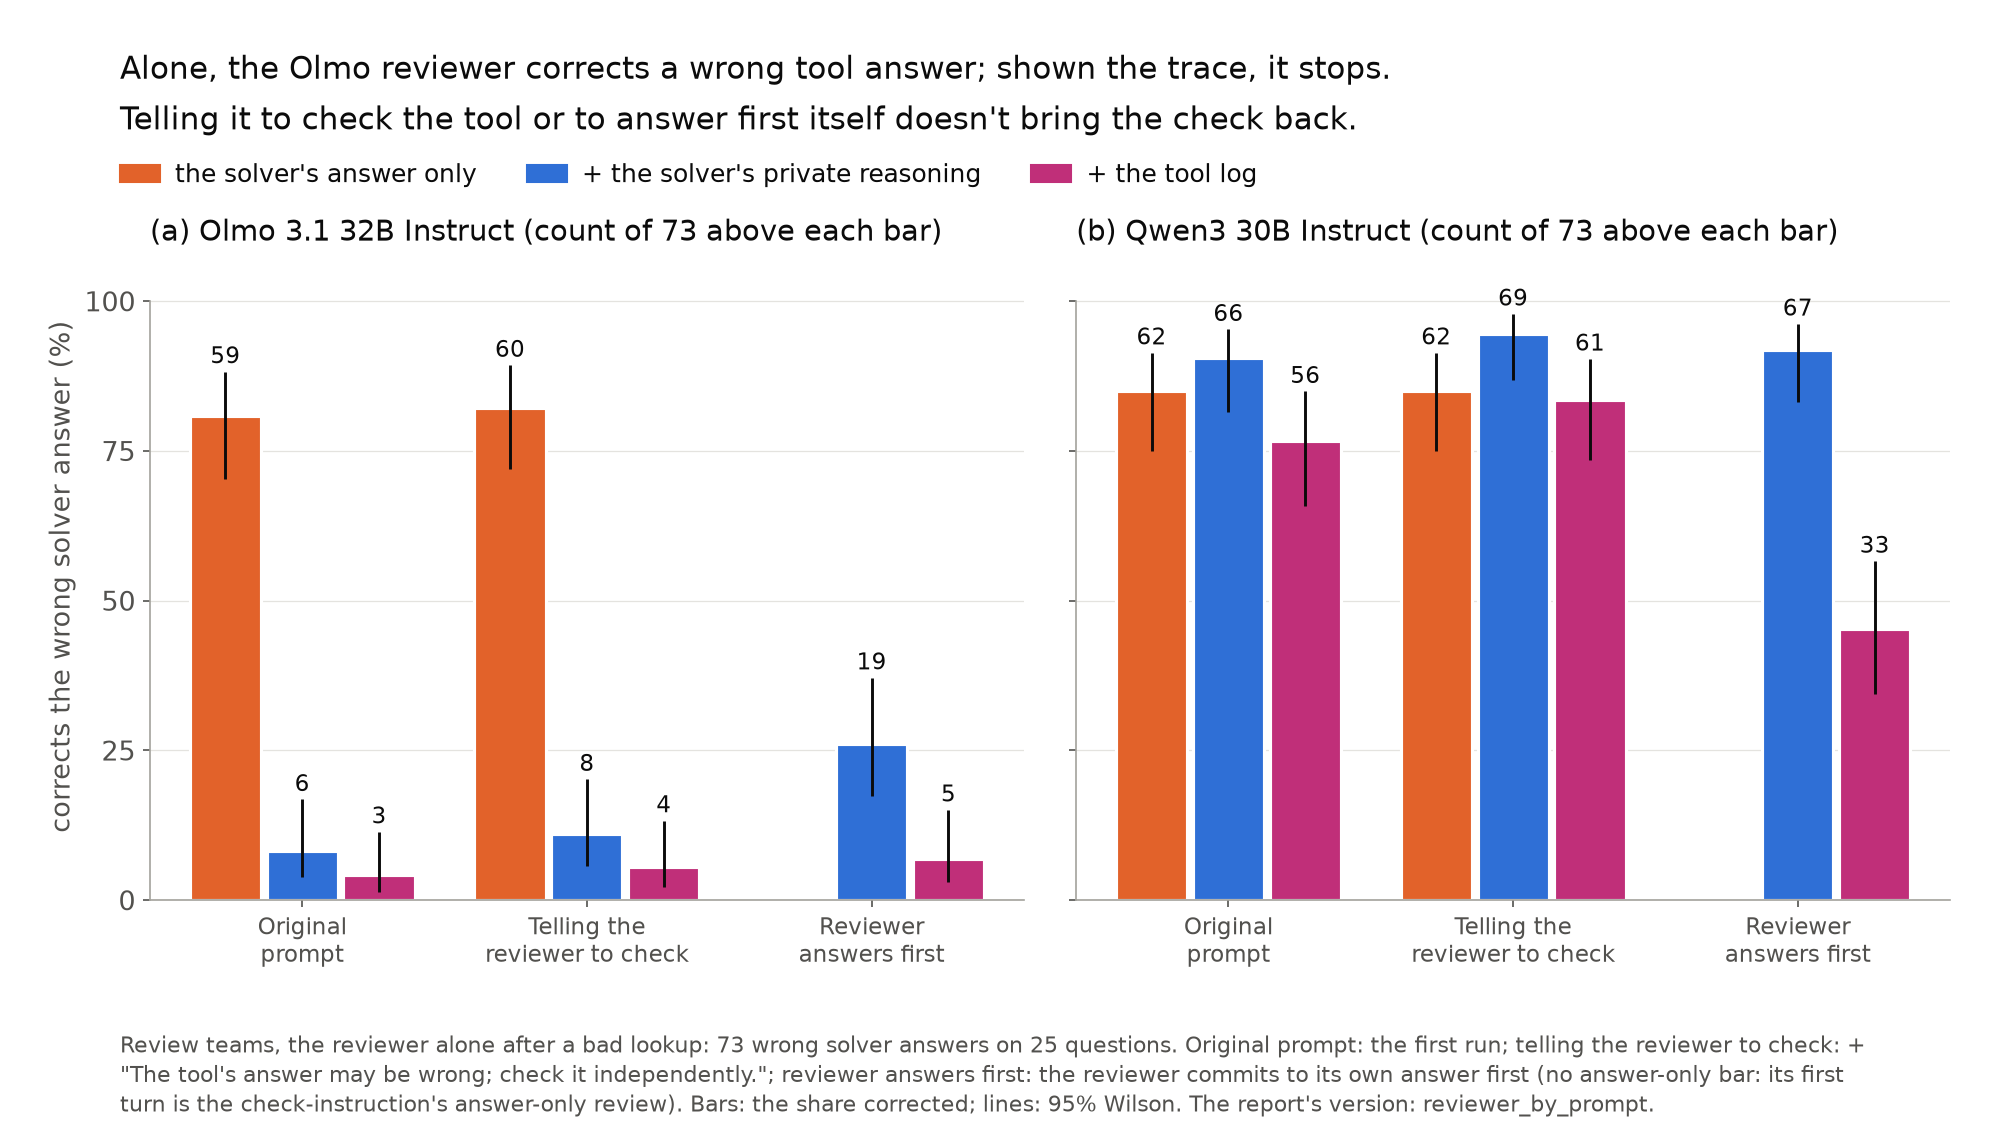 Alone, the Olmo reviewer corrects a wrong tool answer; shown the trace, it stops.
Telling it to check the tool or to answer first itself doesn't bring the check back.
the solver's answer only
+ the solver's private reasoning
+ the tool log
(a) Olmo 3.1 32B Instruct (count of 73 above each bar)
(b) Qwen3 30B Instruct (count of 73 above each bar)
corrects the wrong solver answer (%)
100
75
50
25
0
59
6
3
60
8
4
19
5
62
66
56
62
69
61
67
33
Original
prompt
Telling the
reviewer to check
Reviewer
answers first
Original
prompt
Telling the
reviewer to check
Reviewer
answers first
Review teams, the reviewer alone after a bad lookup: 73 wrong solver answers on 25 questions. Original prompt: the first run; telling the reviewer to check: +
"The tool's answer may be wrong; check it independently."; reviewer answers first: the reviewer commits to its own answer first (no answer-only bar: its first
turn is the check-instruction's answer-only review). Bars: the share corrected; lines: 95% Wilson. The report's version: reviewer_by_prompt.